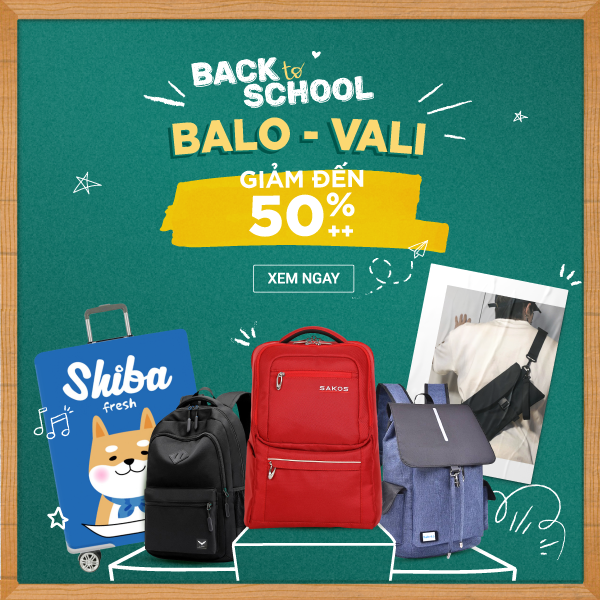 BACK to
SCHOOL
BALO - VALI
GIẢM ĐẾN
50%
++
XEM NGAY
Shiba
fresh
SAKOS